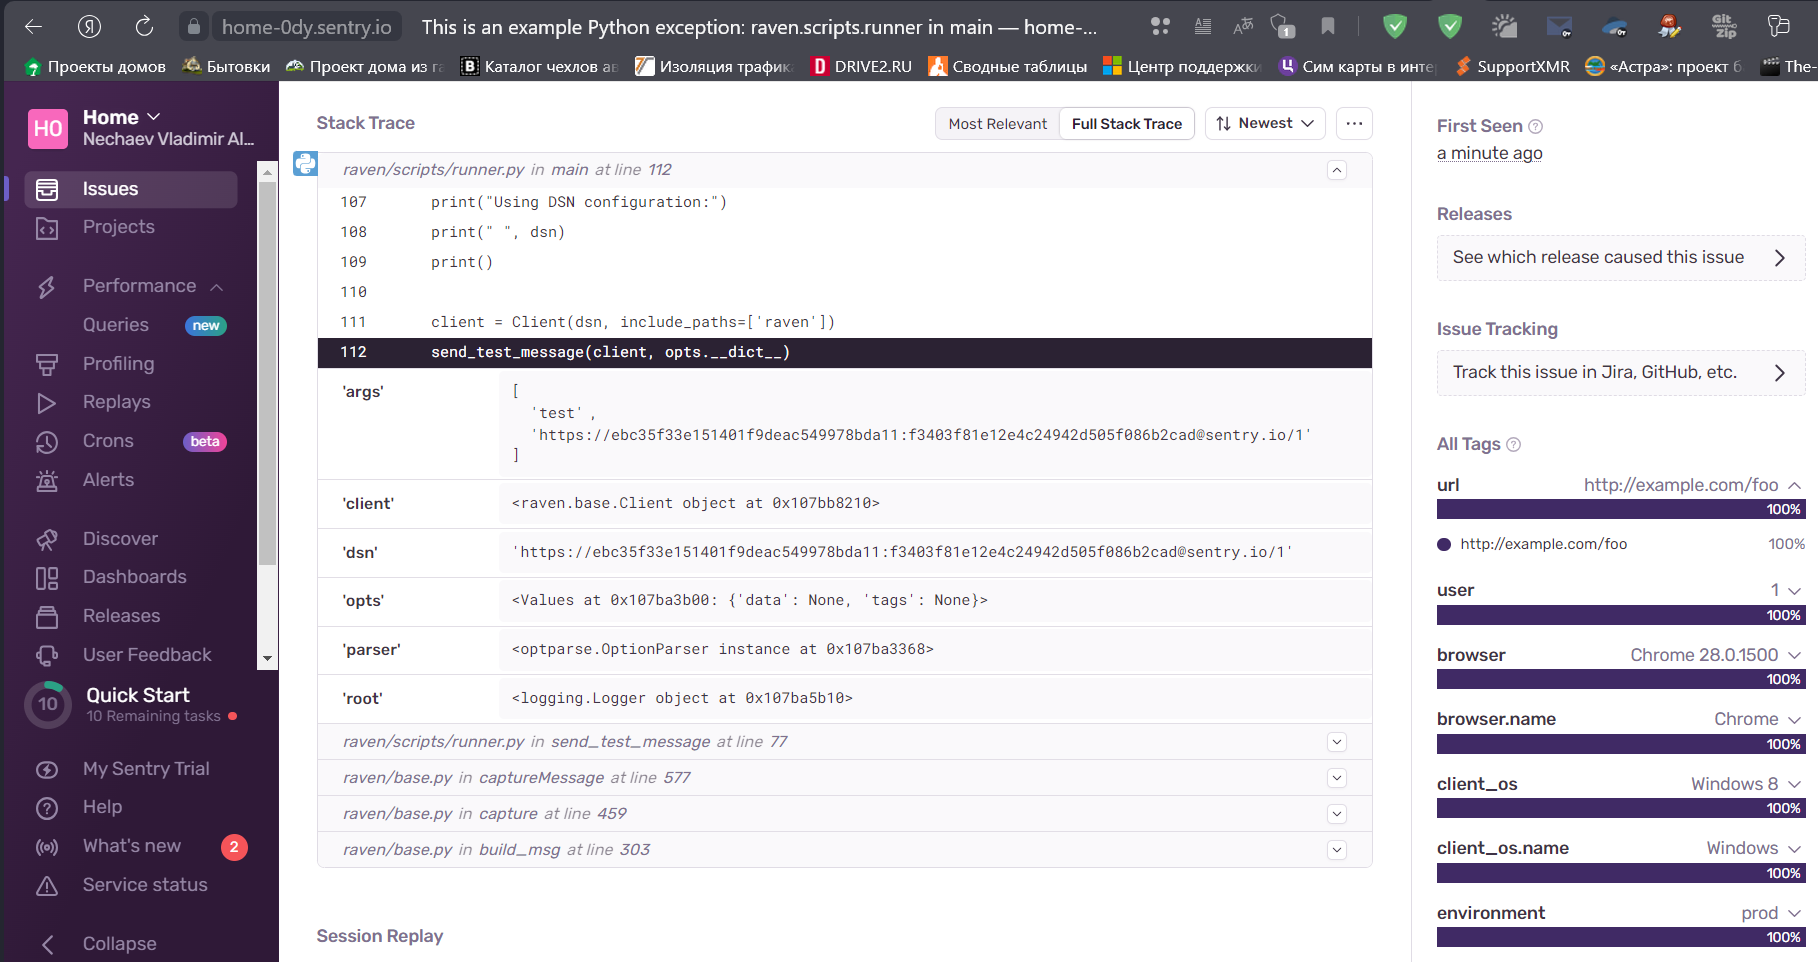 Я
home-0dy.sentry.io
This is an example Python exception: raven.scripts.runner in main — home-...
1
Git
Zip
Проекты домов
Бытовки
Проект дома из га
B
Каталог чехлов ав
Изоляция трафик
D
DRIVE2.RU
Сводные таблицы
Центр поддержки
Сим карты в инте
SupportXMR
«Астра»: проект б
The-
H0
Home
Nechaev Vladimir Al...
Issues
Projects
Performance
Queries
new
Profiling
Replays
Crons
beta
Alerts
Discover
Dashboards
Releases
User Feedback
10
Quick Start
10 Remaining tasks
My Sentry Trial
Help
What's new
2
Service status
Collapse
Stack Trace
Most Relevant
Full Stack Trace
Newest
raven/scripts/runner.py in main at line 112
107 print("Using DSN configuration:")
108 print(" ", dsn)
109 print()
110
111 client = Client(dsn, include_paths=['raven'])
112 send_test_message(client, opts.__dict__)
'args'
[
'test' ,
'https://ebc35f33e151401f9deac549978bda11:f3403f81e12e4c24942d505f086b2cad@sentry.io/1'
]
'client' <raven.base.Client object at 0x107bb8210>
'dsn' 'https://ebc35f33e151401f9deac549978bda11:f3403f81e12e4c24942d505f086b2cad@sentry.io/1'
'opts' <Values at 0x107ba3b00: {'data': None, 'tags': None}>
'parser' <optparse.OptionParser instance at 0x107ba3368>
'root' <logging.Logger object at 0x107ba5b10>
raven/scripts/runner.py in send_test_message at line 77
raven/base.py in captureMessage at line 577
raven/base.py in capture at line 459
raven/base.py in build_msg at line 303
Session Replay
First Seen
a minute ago
Releases
See which release caused this issue
Issue Tracking
Track this issue in Jira, GitHub, etc.
All Tags
url http://example.com/foo
100%
http://example.com/foo 100%
user 1
100%
browser Chrome 28.0.1500
100%
browser.name Chrome
100%
client_os Windows 8
100%
client_os.name Windows
100%
environment prod
100%